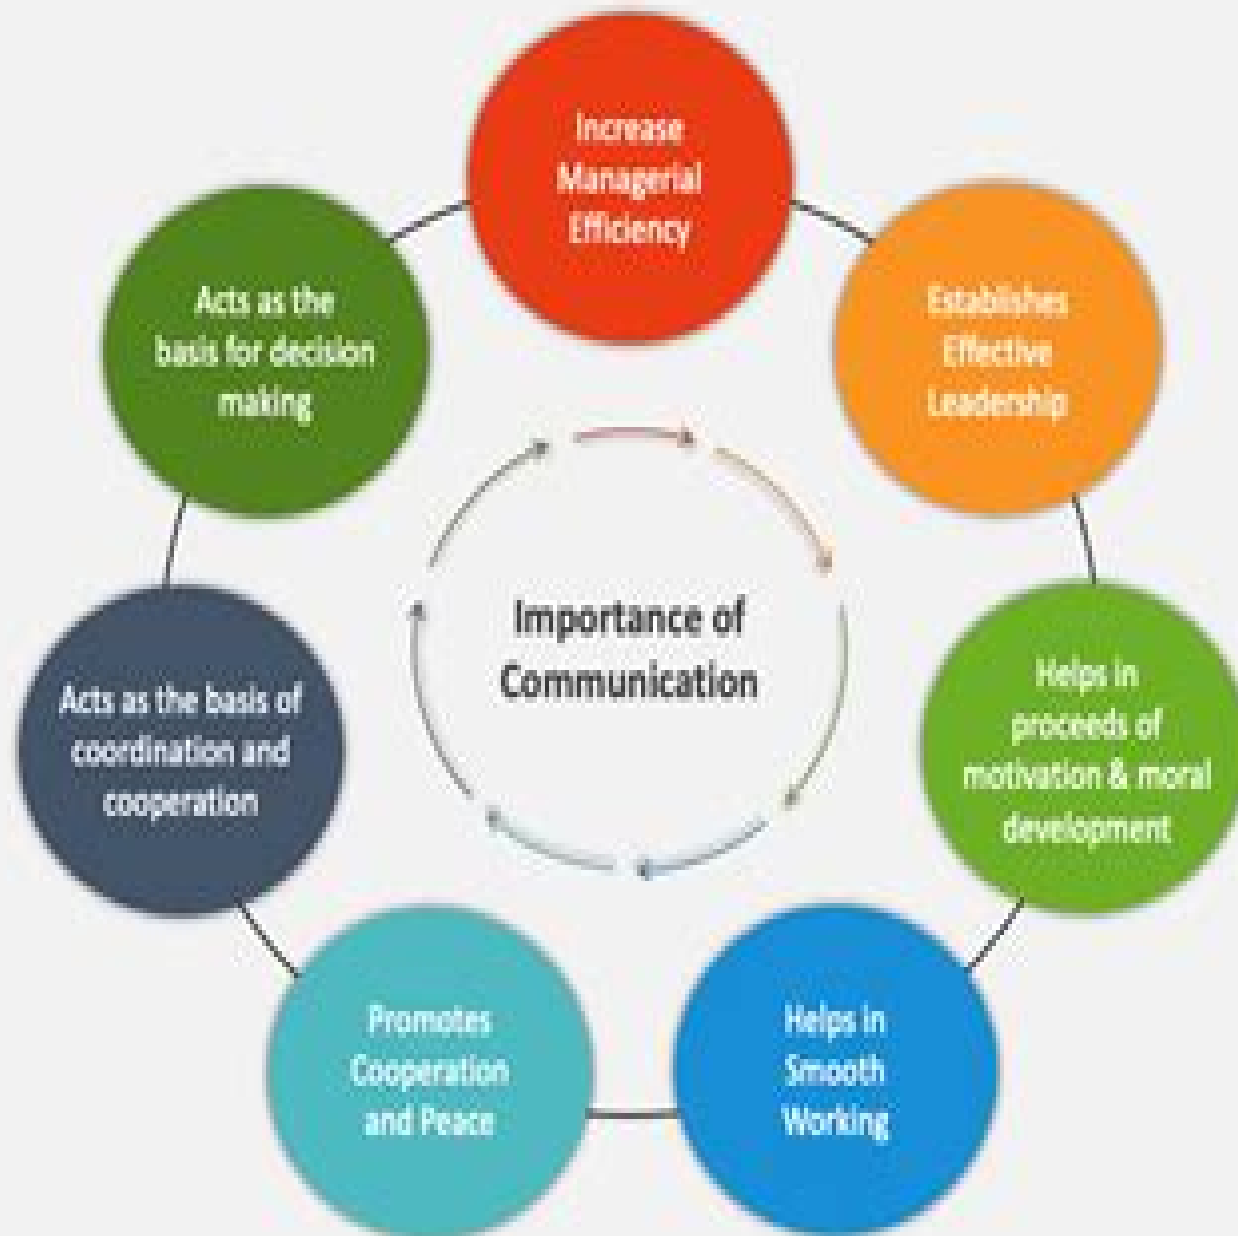 Increase
Managerial
Efficiency
Establishes
Effective
Leadership
Helps in
proceeds of
motivation & moral
development
Helps in
Smooth
Working
Promotes
Cooperation
and Peace
Acts as the basis of
coordination and
cooperation
Acts as the
basis for decision
making
Importance of
Communication